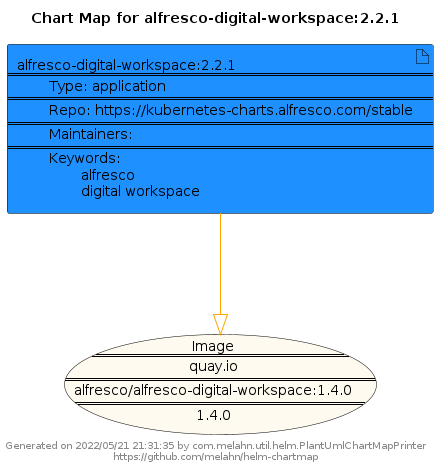 Chart Map for alfresco-digital-workspace:2.2.1
alfresco-digital-workspace:2.2.1
Type: application
Repo: https://kubernetes-charts.alfresco.com/stable
Maintainers:
Keywords:
alfresco
digital workspace
Image
quay.io
alfresco/alfresco-digital-workspace:1.4.0
1.4.0
Generated on 2022/05/21 21:31:35 by com.melahn.util.helm.PlantUmlChartMapPrinter
https://github.com/melahn/helm-chartmap